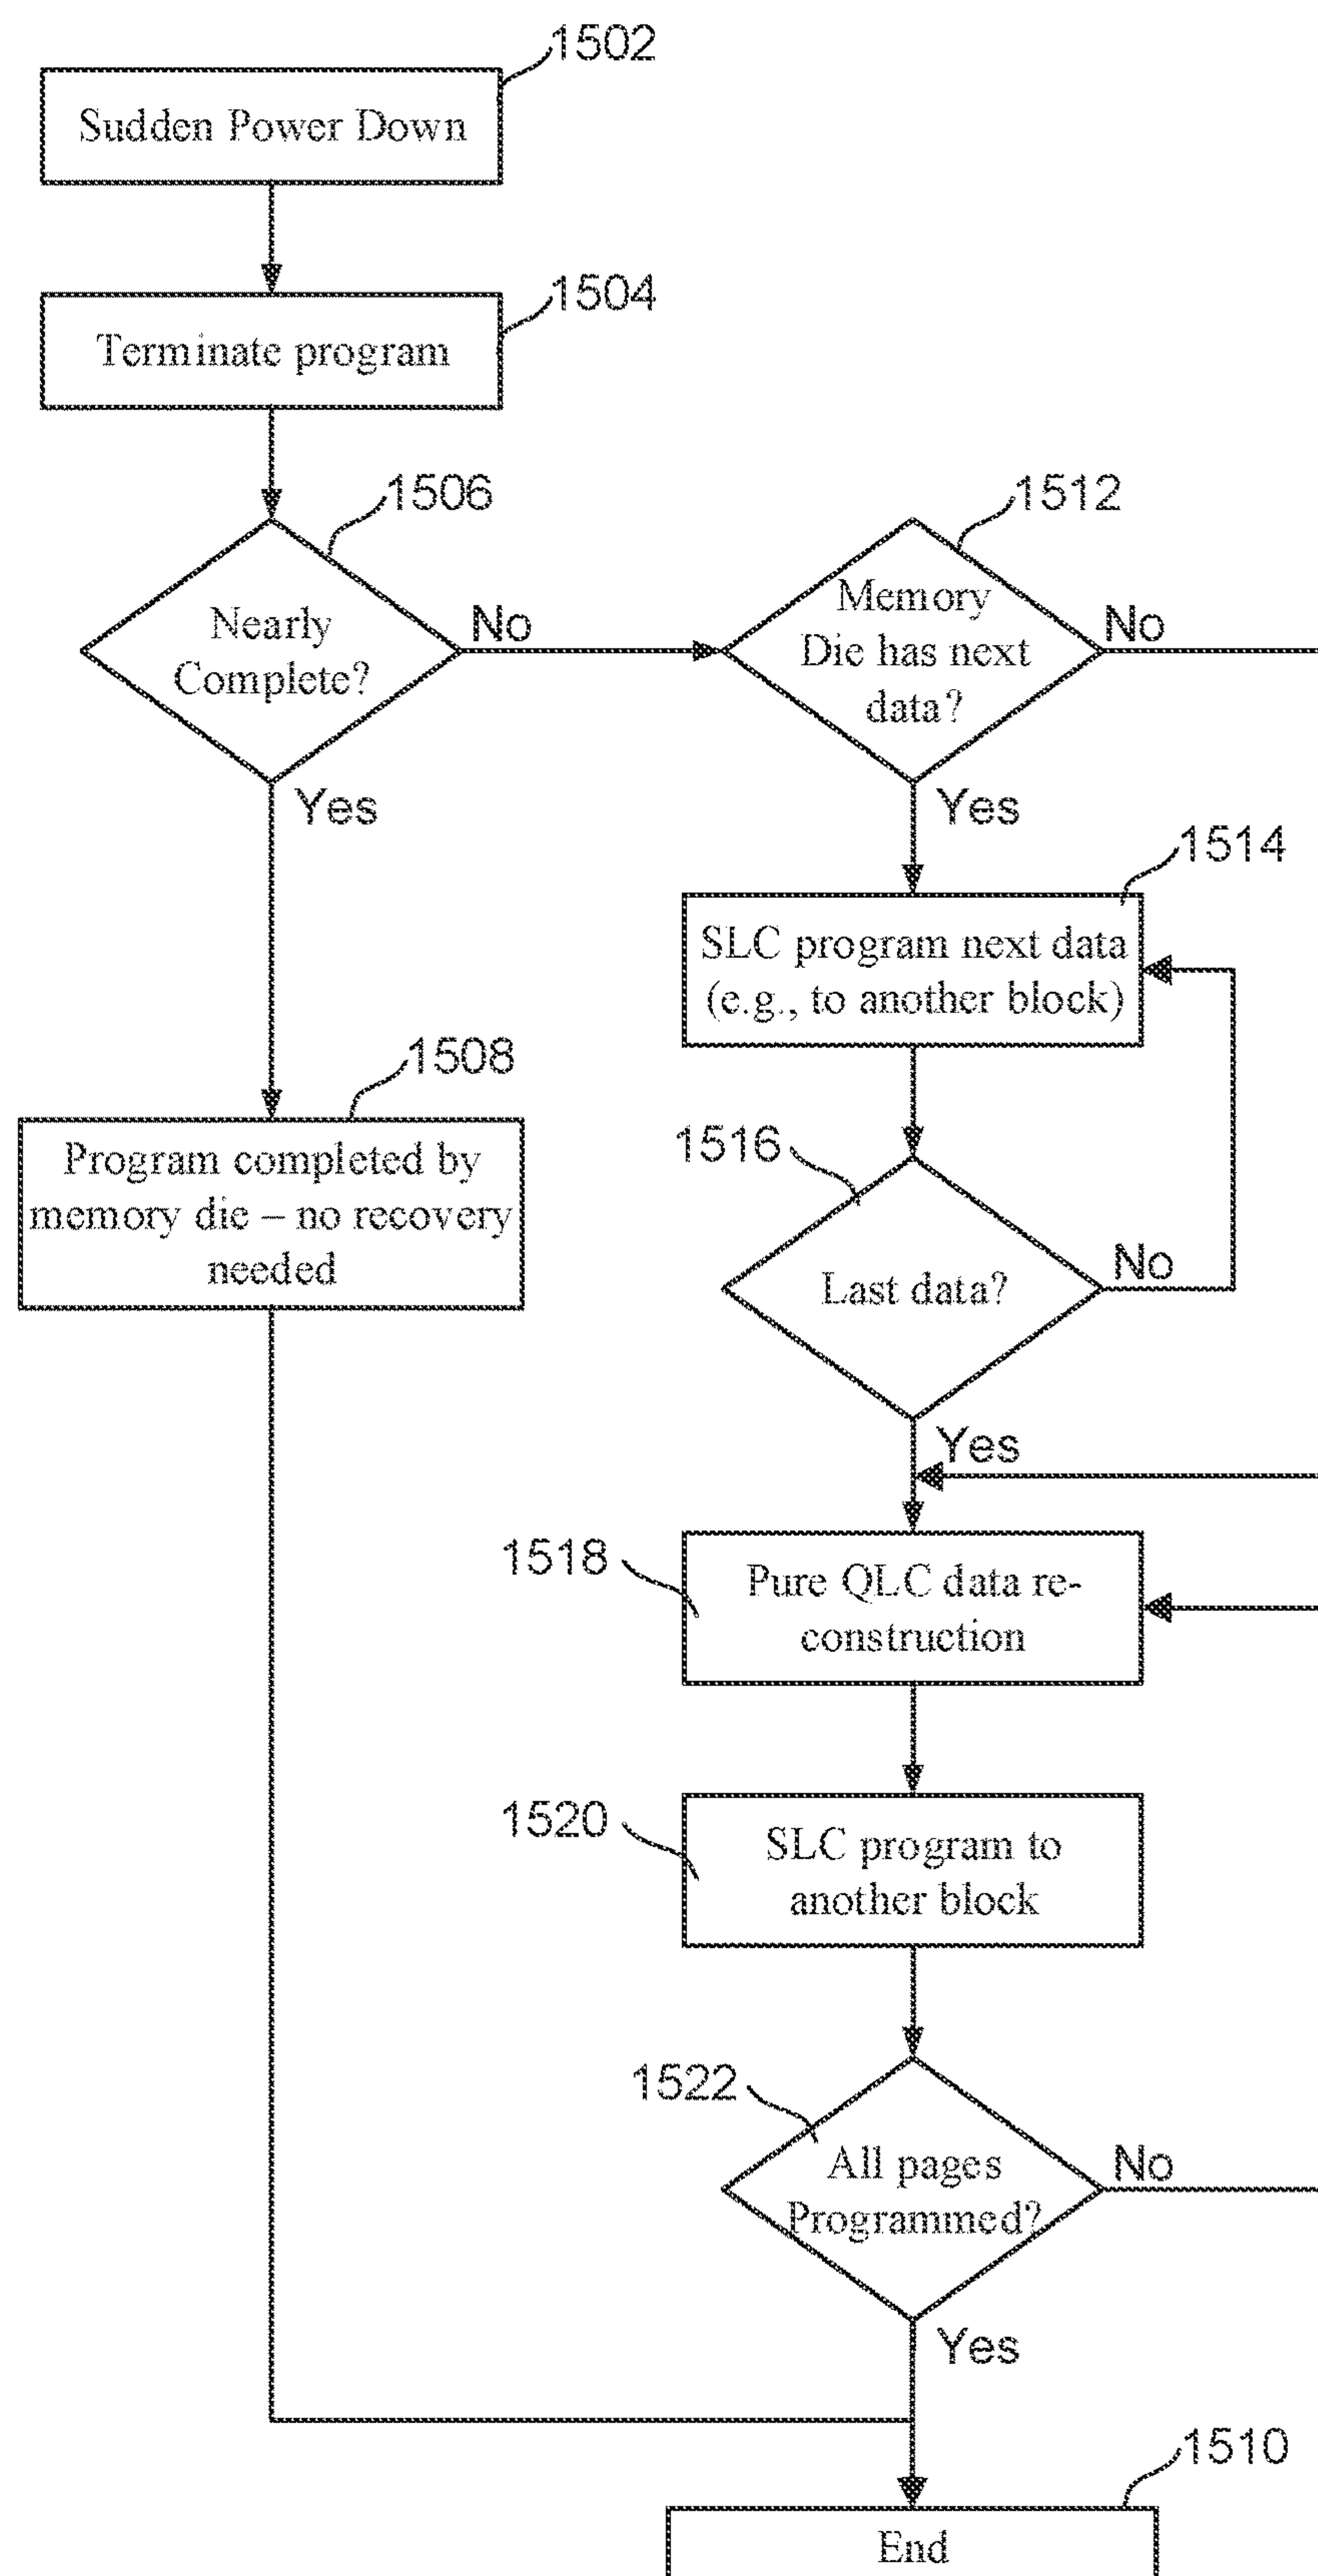 1502
Sudden Power Down
1504
Terminate program
1506
Nearly
Complete?
No
Yes
1508
Program completed by
memory die – no recovery
needed
1512
Memory
Die has next
data?
No
Yes
1514
SLC program next data
(e.g., to another block)
1516
Last data?
No
Yes
1518
Pure QLC data re-
construction
1520
SLC program to
another block
1522
All pages
Programmed?
No
Yes
1510
End